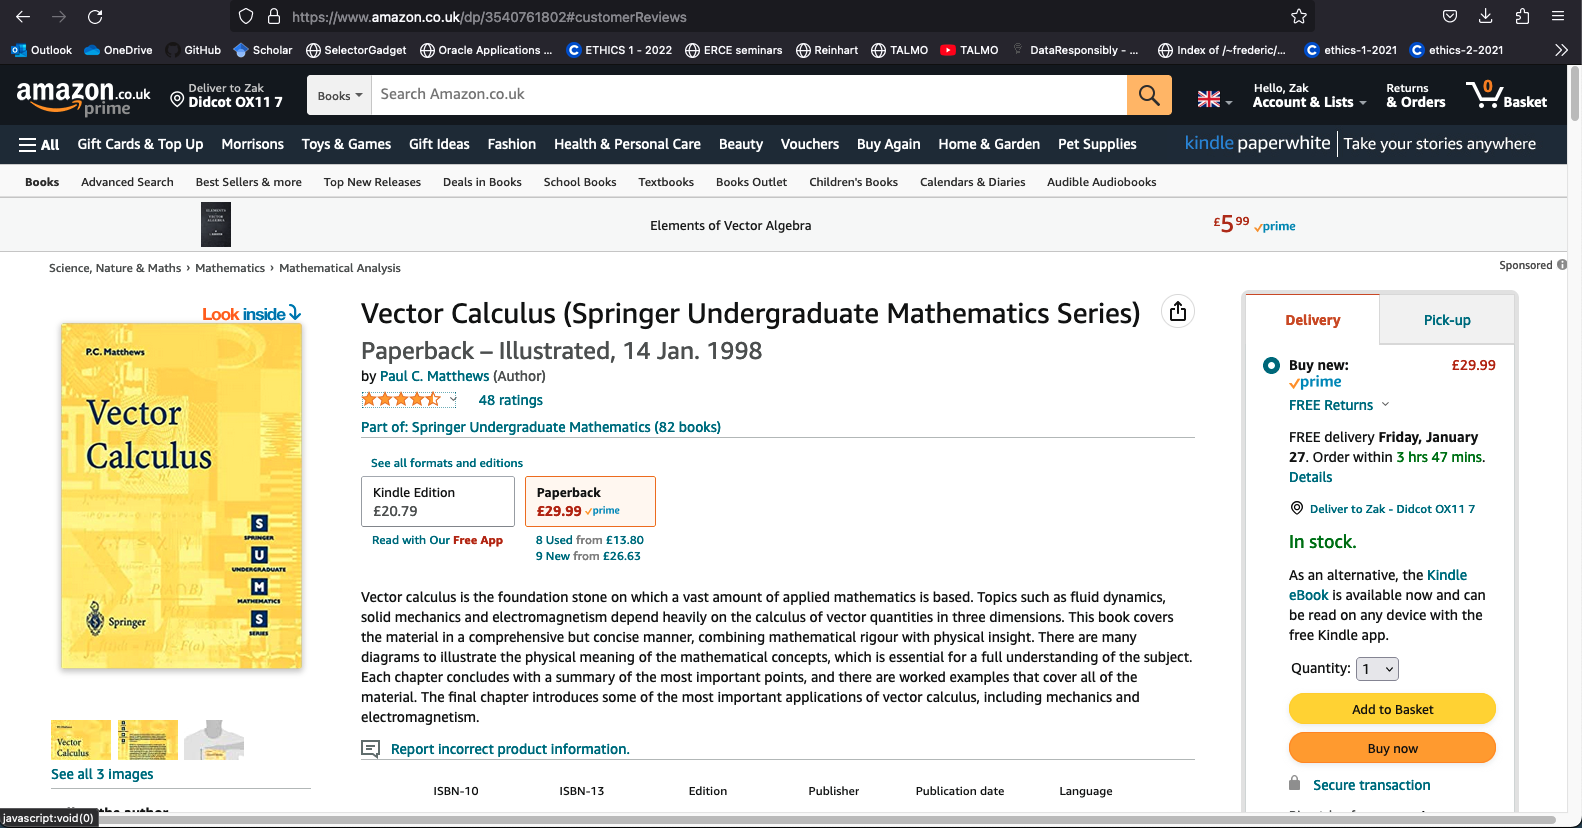 https://www.amazon.co.uk/dp/3540761802#customerReviews
Outlook OneDrive GitHub Scholar SelectorGadget Oracle Applications ... ETHICS 1 - 2022 ERCE seminars Reinhart TALMO TALMO DataResponsibly - ... Index of /~frederic/... ethics-1-2021 ethics-2-2021
amazon.co.uk
prime
Deliver to Zak
Didcot OX11 7
Books
Search Amazon.co.uk
Hello, Zak
Account & Lists
Returns
& Orders
0
Basket
All Gift Cards & Top Up Morrisons Toys & Games Gift Ideas Fashion Health & Personal Care Beauty Vouchers Buy Again Home & Garden Pet Supplies
kindle paperwhite Take your stories anywhere
Books Advanced Search Best Sellers & more Top New Releases Deals in Books School Books Textbooks Books Outlet Children's Books Calendars & Diaries Audible Audiobooks
Elements of Vector Algebra
£5 99 prime
Science, Nature & Maths › Mathematics › Mathematical Analysis
Sponsored
Look inside
P.C. Matthews
Vector
Calculus
S
SPRINGER
U
UNDERGRADUATE
M
MATHEMATICS
S
SERIES
Springer
Vector
Calculus
See all 3 images
Vector Calculus (Springer Undergraduate Mathematics Series)
Paperback – Illustrated, 14 Jan. 1998
by Paul C. Matthews (Author)
48 ratings
Part of: Springer Undergraduate Mathematics (82 books)
See all formats and editions
Kindle Edition
£20.79
Read with Our Free App
Paperback
£29.99 prime
8 Used from £13.80
9 New from £26.63
Vector calculus is the foundation stone on which a vast amount of applied mathematics is based. Topics such as fluid dynamics,
solid mechanics and electromagnetism depend heavily on the calculus of vector quantities in three dimensions. This book covers
the material in a comprehensive but concise manner, combining mathematical rigour with physical insight. There are many
diagrams to illustrate the physical meaning of the mathematical concepts, which is essential for a full understanding of the subject.
Each chapter concludes with a summary of the most important points, and there are worked examples that cover all of the
material. The final chapter introduces some of the most important applications of vector calculus, including mechanics and
electromagnetism.
Report incorrect product information.
ISBN-10 ISBN-13 Edition Publisher Publication date Language
Delivery
Pick-up
Buy new: £29.99
prime
FREE Returns
FREE delivery Friday, January
27. Order within 3 hrs 47 mins.
Details
Deliver to Zak - Didcot OX11 7
In stock.
As an alternative, the Kindle
eBook is available now and can
be read on any device with the
free Kindle app.
Quantity: 1
Add to Basket
Buy now
Secure transaction
the author
javascript:void(0)